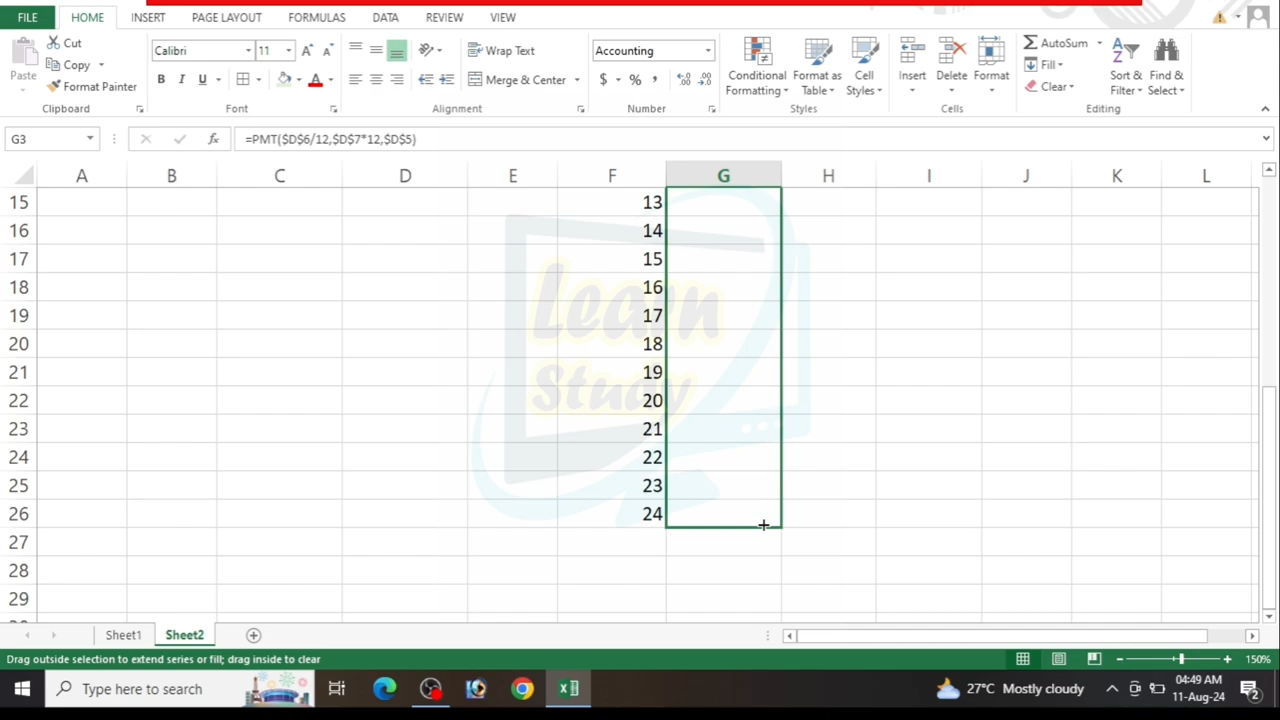 FILE HOME INSERT PAGE LAYOUT FORMULAS DATA REVIEW VIEW
Paste Cut Copy Format Painter Clipboard
Calibri 11 B I U A Font
Wrap Text Merge & Center Alignment
Accounting $ % , Number
Conditional Formatting Format as Table Cell Styles Styles
Insert Delete Format Cells
AutoSum Fill Clear Sort & Filter Find & Select Editing
G3 fx =PMT($D$6/12,$D$7*12,$D$5)
A B C D E F G H I J K L
15 13
16 14
17 15
18 16
19 17
20 18
21 19
22 20
23 21
24 22
25 23
26 24
27
28
29
Learn
Study
Sheet1 Sheet2
Drag outside selection to extend series or fill; drag inside to clear 150%
Type here to search 27°C Mostly cloudy 04:49 AM
11-Aug-24 2